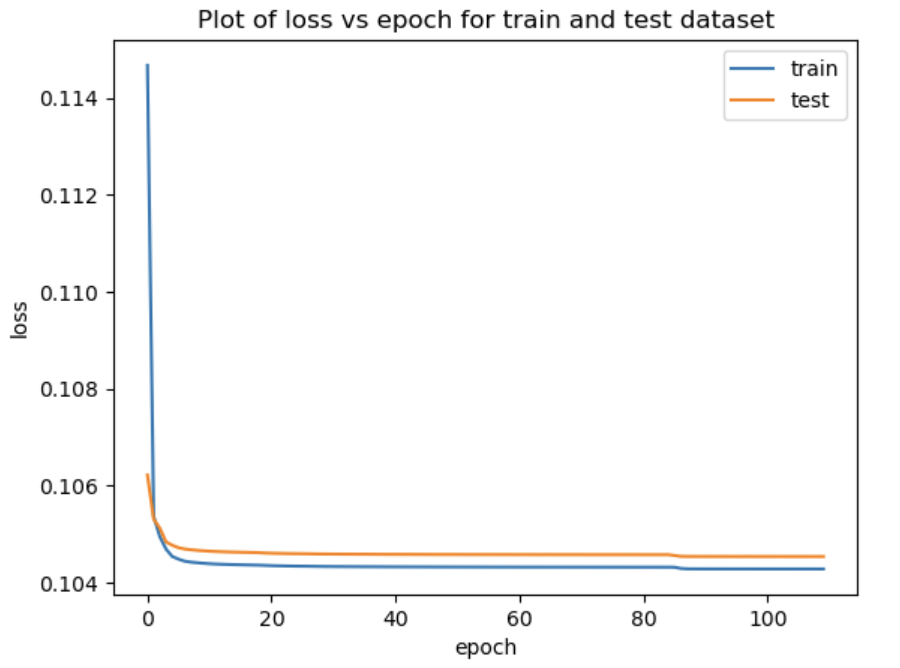 Plot of loss vs epoch for train and test dataset
train
test
0.114
0.112
0.110
0.108
0.106
0.104
loss
0 20 40 60 80 100
epoch